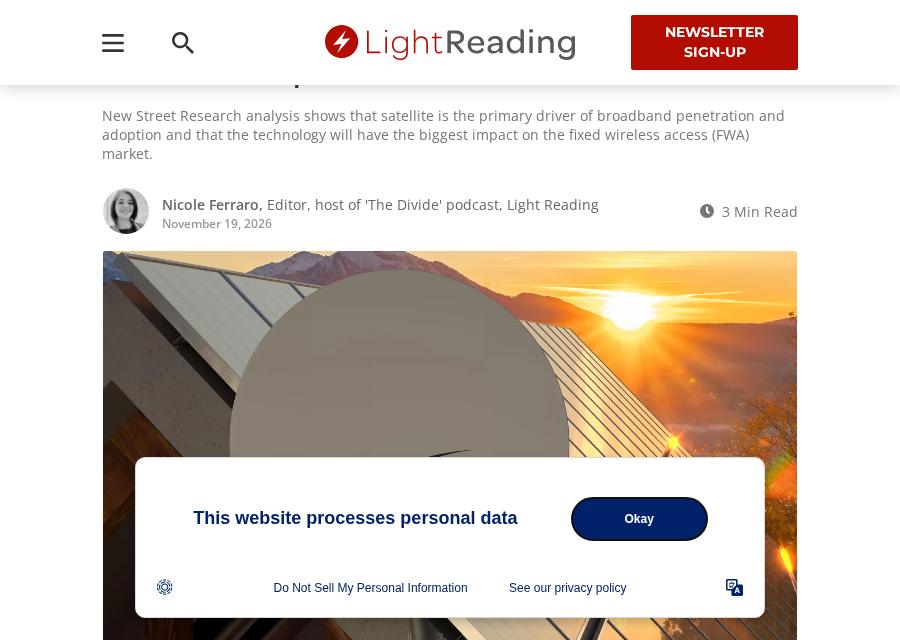 LightReading
NEWSLETTER
SIGN-UP
New Street Research analysis shows that satellite is the primary driver of broadband penetration and
adoption and that the technology will have the biggest impact on the fixed wireless access (FWA)
market.
Nicole Ferraro, Editor, host of 'The Divide' podcast, Light Reading
November 19, 2026
3 Min Read
This website processes personal data
Okay
Do Not Sell My Personal Information
See our privacy policy